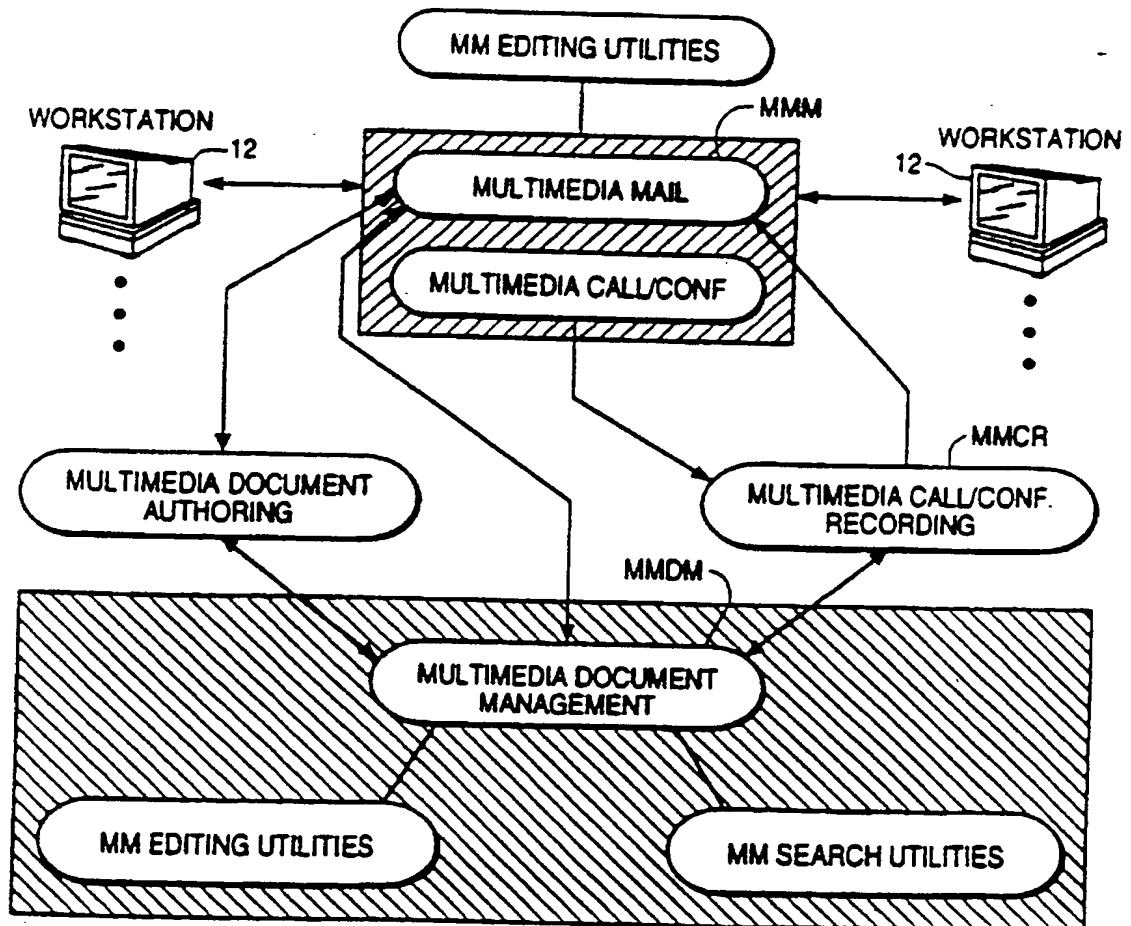 MM EDITING UTILITIES
MMM
WORKSTATION
12
WORKSTATION
12
MULTIMEDIA MAIL
MULTIMEDIA CALL/CONF
MMCR
MULTIMEDIA DOCUMENT
AUTHORING
MULTIMEDIA CALL/CONF.
RECORDING
MMDM
MULTIMEDIA DOCUMENT
MANAGEMENT
MM EDITING UTILITIES
MM SEARCH UTILITIES